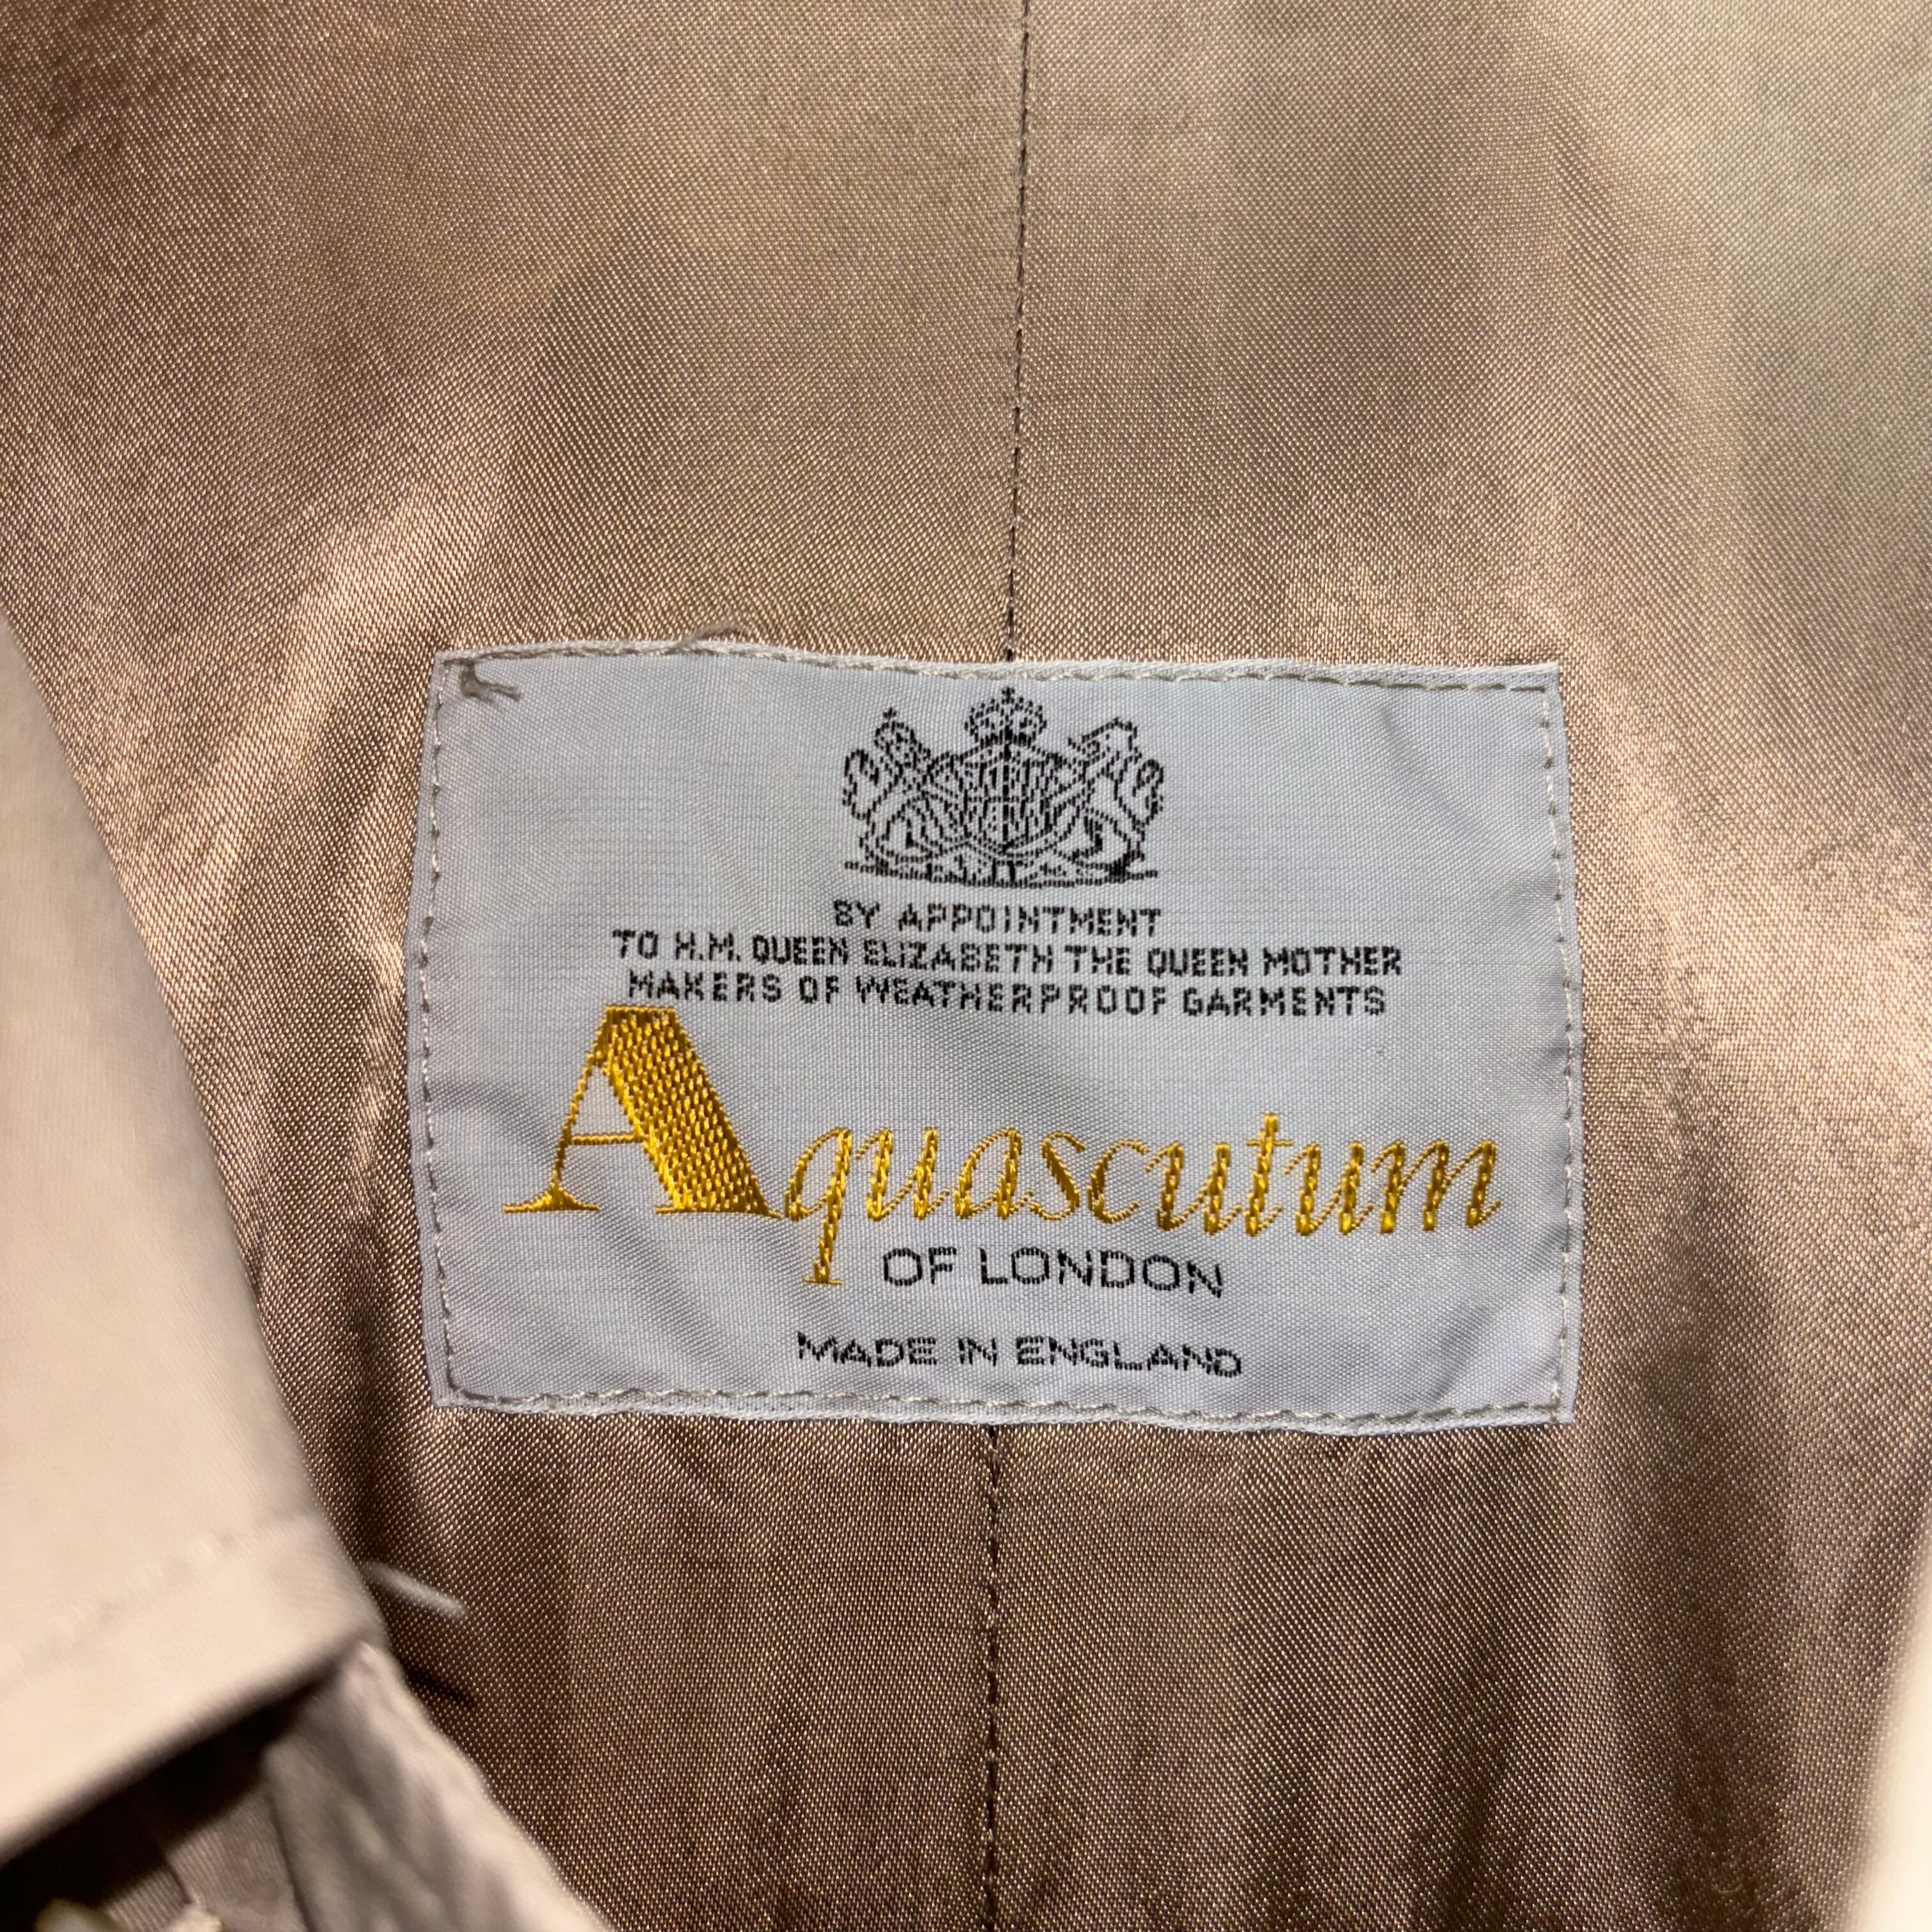 BY APPOINTMENT
TO H.M. QUEEN ELIZABETH THE QUEEN MOTHER
MAKERS OF WEATHERPROOF GARMENTS
Aquascutum
OF LONDON
MADE IN ENGLAND